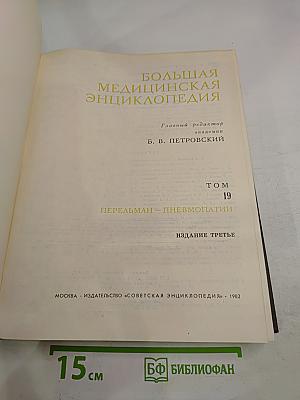 БОЛЬШАЯ
МЕДИЦИНСКАЯ
ЭНЦИКЛОПЕДИЯ
Главный редактор
академик
Б. В. ПЕТРОВСКИЙ
ТОМ
19
ПЕРЕЛЬМАН — ПНЕВМОПАТИИ
ИЗДАНИЕ ТРЕТЬЕ
МОСКВА · ИЗДАТЕЛЬСТВО «СОВЕТСКАЯ ЭНЦИКЛОПЕДИЯ» · 1982
15 см
БФ БИБЛИОФАН